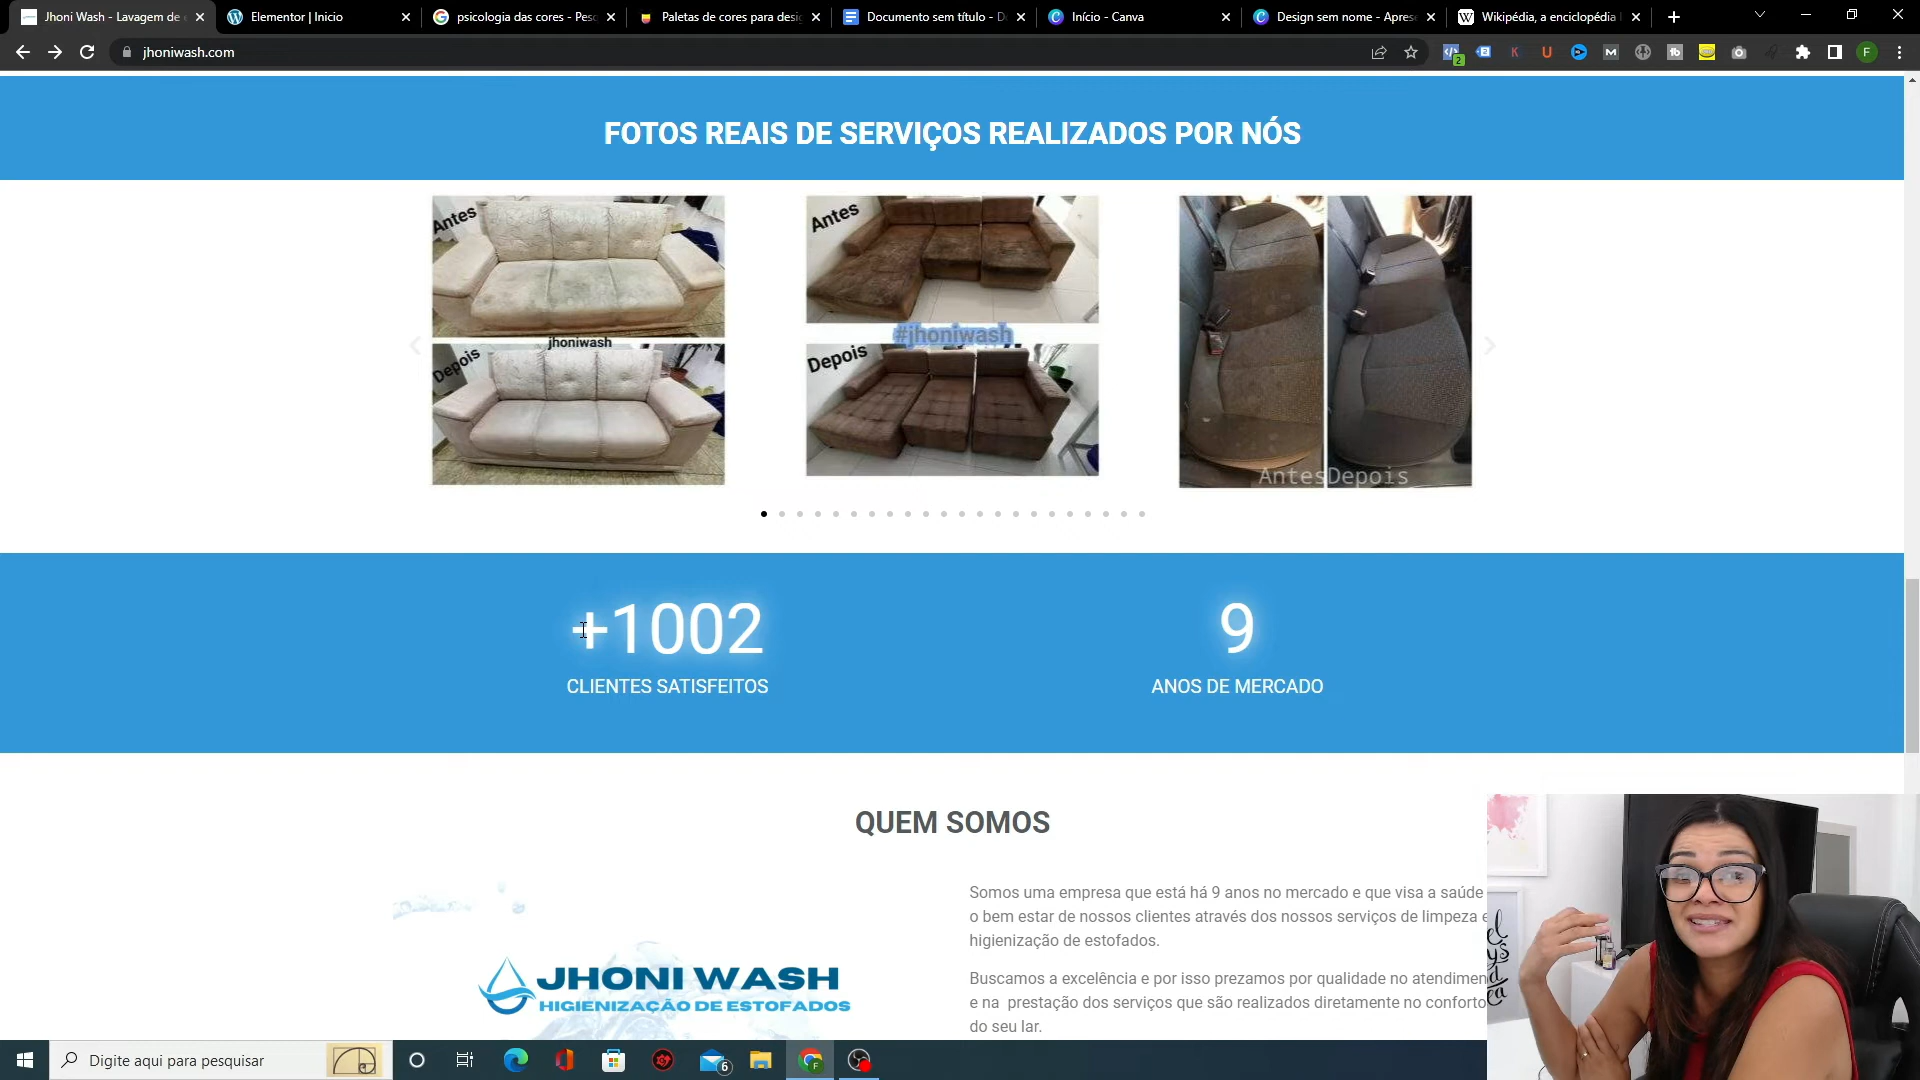 Jhoni Wash - Lavagem de
Elementor | Inicio
psicologia das cores - Pesc
Paletas de cores para desig
Documento sem título - D
Início - Canva
Design sem nome - Aprese
Wikipédia, a enciclopédia
jhoniwash.com
FOTOS REAIS DE SERVIÇOS REALIZADOS POR NÓS
Antes
jhoniwash
Depois
Antes
#jhoniwash
Depois
AntesDepois
+1002
CLIENTES SATISFEITOS
9
ANOS DE MERCADO
QUEM SOMOS
Somos uma empresa que está há 9 anos no mercado e que visa a saúde
o bem estar de nossos clientes através dos nossos serviços de limpeza e
higienização de estofados.
Buscamos a excelência e por isso prezamos por qualidade no atendimen
e na prestação dos serviços que são realizados diretamente no conforto
do seu lar.
JHONI WASH
HIGIENIZAÇÃO DE ESTOFADOS
Digite aqui para pesquisar
6